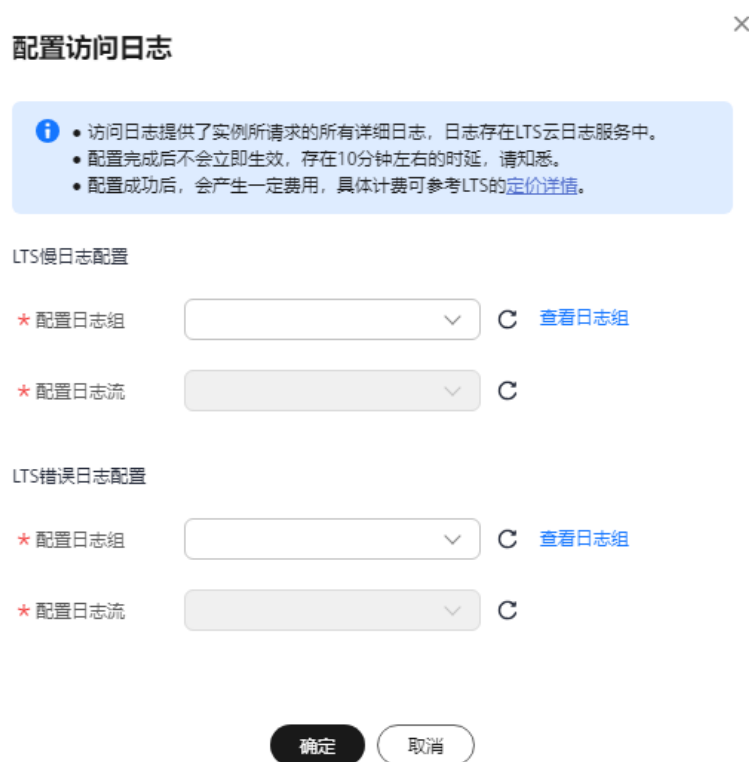 配置访问日志
● 访问日志提供了实例所请求的所有详细日志，日志存在LTS云日志服务中。
● 配置完成后不会立即生效，存在10分钟左右的时延，请知悉。
● 配置成功后，会产生一定费用，具体计费可参考LTS的定价详情。
LTS慢日志配置
* 配置日志组 查看日志组
* 配置日志流
LTS错误日志配置
* 配置日志组 查看日志组
* 配置日志流
确定 取消